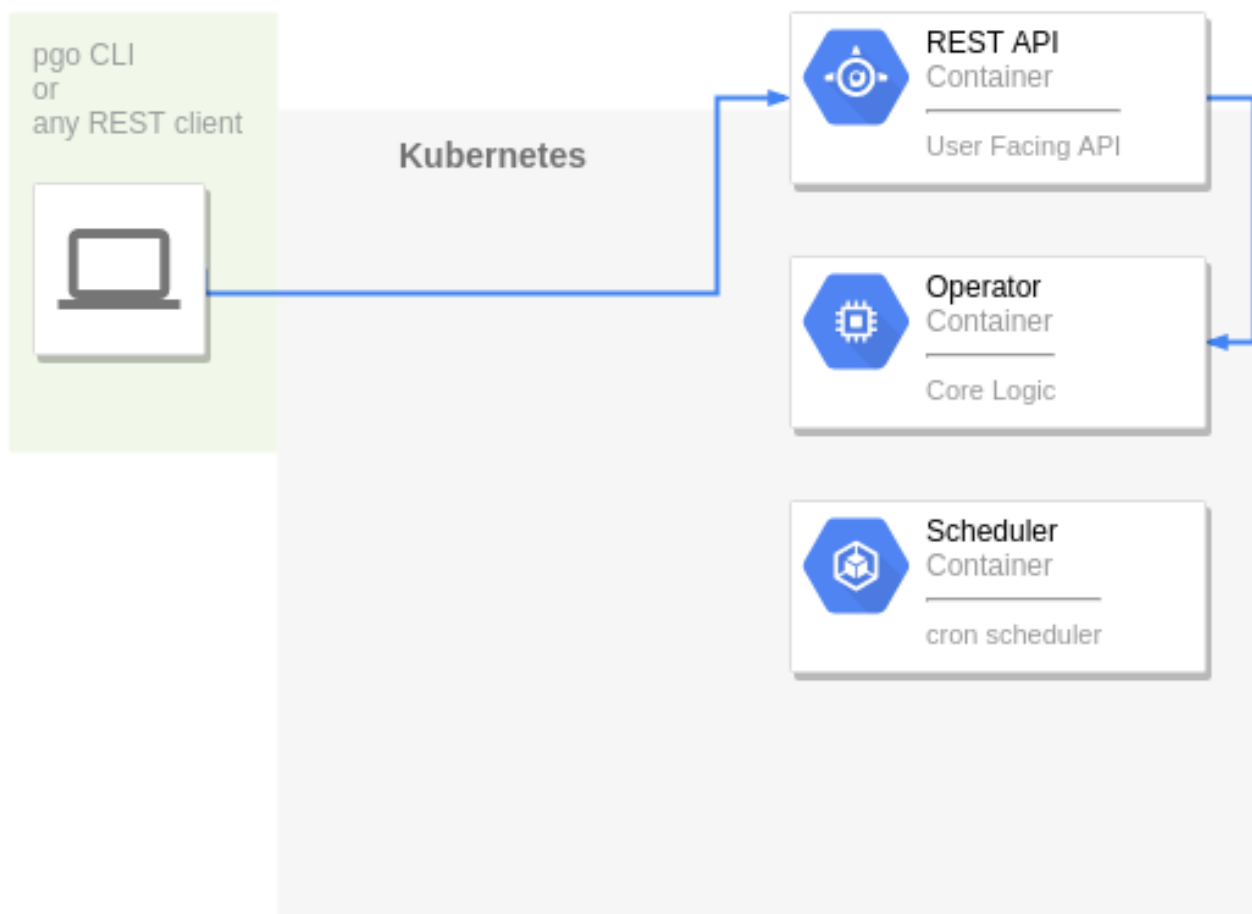 pgo CLI
or
any REST client
Kubernetes
REST API
Container
User Facing API
Operator
Container
Core Logic
Scheduler
Container
cron scheduler